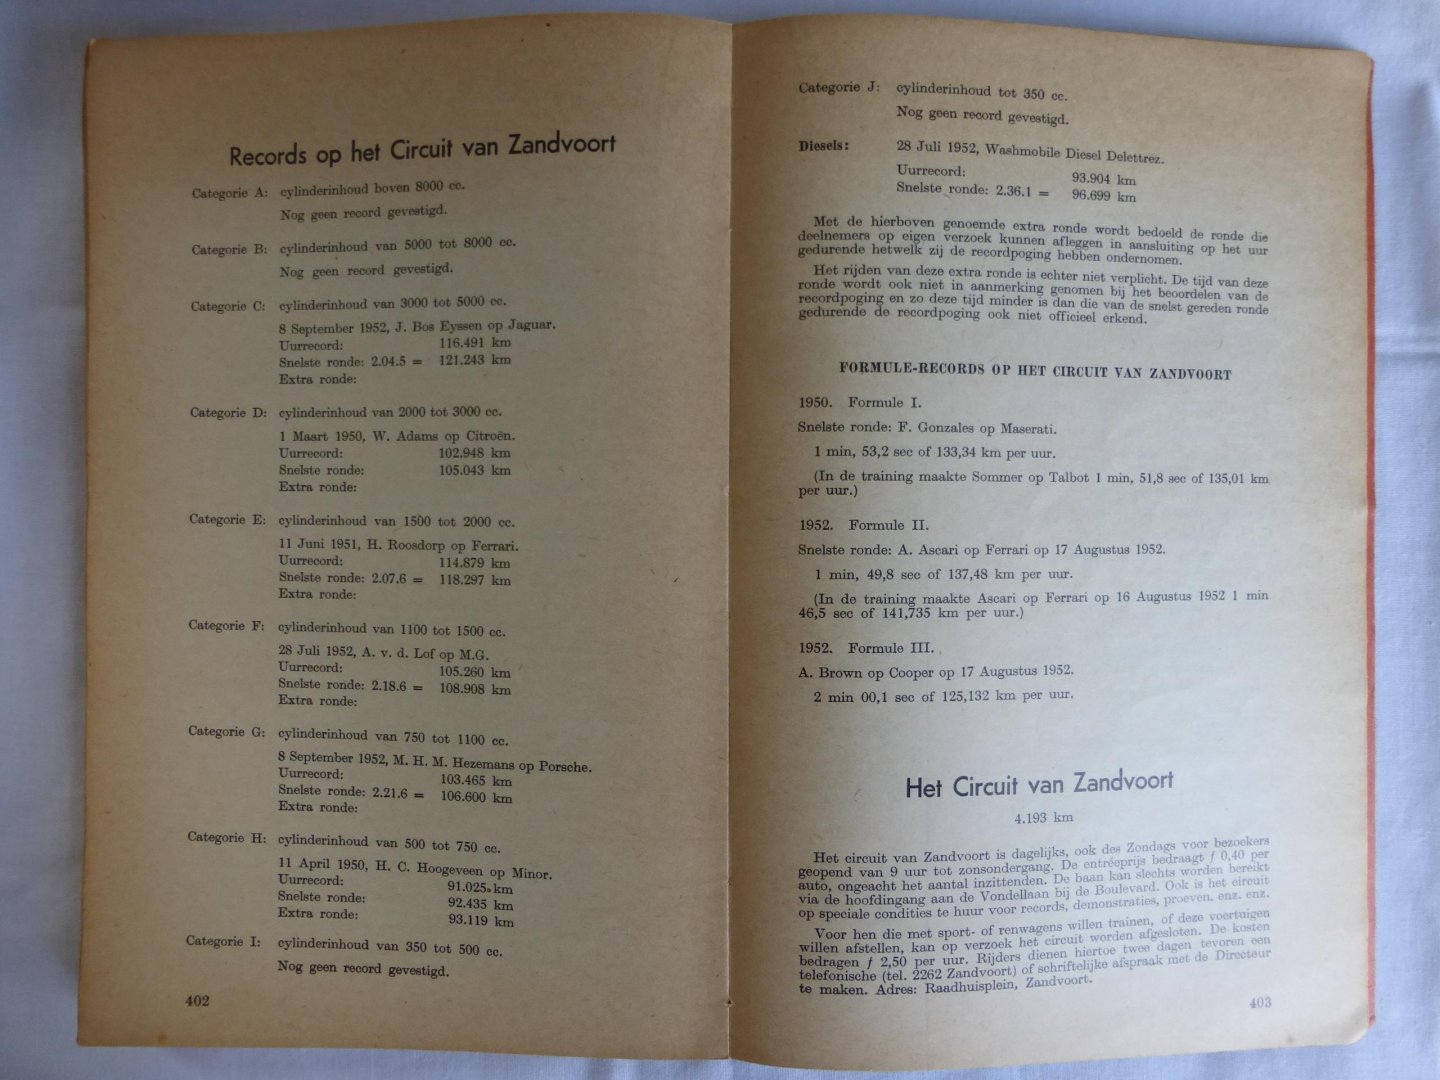 Records op het Circuit van Zandvoort
Categorie A: cylinderinhoud boven 8000 cc.
Nog geen record gevestigd.
Categorie B: cylinderinhoud van 5000 tot 8000 cc.
Nog geen record gevestigd.
Categorie C: cylinderinhoud van 3000 tot 5000 cc.
8 September 1952, J. Bos Eyssen op Jaguar.
Uurrecord: 116.491 km
Snelste ronde: 2.04.5 = 121.243 km
Extra ronde:
Categorie D: cylinderinhoud van 2000 tot 3000 cc.
1 Maart 1950, W. Adams op Citroën.
Uurrecord: 102.948 km
Snelste ronde: 105.043 km
Extra ronde:
Categorie E: cylinderinhoud van 1500 tot 2000 cc.
11 Juni 1951, H. Roosdorp op Ferrari.
Uurrecord: 114.879 km
Snelste ronde: 2.07.6 = 118.297 km
Extra ronde:
Categorie F: cylinderinhoud van 1100 tot 1500 cc.
28 Juli 1952, A. v. d. Lof op M.G.
Uurrecord: 105.260 km
Snelste ronde: 2.18.6 = 108.908 km
Extra ronde:
Categorie G: cylinderinhoud van 750 tot 1100 cc.
8 September 1952, M. H. M. Hezemans op Porsche.
Uurrecord: 103.465 km
Snelste ronde: 2.21.6 = 106.600 km
Extra ronde:
Categorie H: cylinderinhoud van 500 tot 750 cc.
11 April 1950, H. C. Hoogeveen op Minor.
Uurrecord: 91.025 km
Snelste ronde: 92.435 km
Extra ronde: 93.119 km
Categorie I: cylinderinhoud van 350 tot 500 cc.
Nog geen record gevestigd.
402
Categorie J: cylinderinhoud tot 350 cc.
Nog geen record gevestigd.
Diesels: 28 Juli 1952, Washmobile Diesel Delettrez.
Uurrecord: 93.904 km
Snelste ronde: 2.36.1 = 96.699 km
Met de hierboven genoemde extra ronde wordt bedoeld de ronde die
deelnemers op eigen verzoek kunnen afleggen in aansluiting op het uur
gedurende hetwelk zij de recordpoging hebben ondernomen.
Het rijden van deze extra ronde is echter niet verplicht. De tijd van deze
ronde wordt ook niet in aanmerking genomen bij het beoordelen van de
recordpoging en zo deze tijd minder is dan die van de snelst gereden ronde
gedurende de recordpoging ook niet officieel erkend.
FORMULE-RECORDS OP HET CIRCUIT VAN ZANDVOORT
1950. Formule I.
Snelste ronde: F. Gonzales op Maserati.
1 min, 53,2 sec of 133,34 km per uur.
(In de training maakte Sommer op Talbot 1 min, 51,8 sec of 135,01 km
per uur.)
1952. Formule II.
Snelste ronde: A. Ascari op Ferrari op 17 Augustus 1952.
1 min, 49,8 sec of 137,48 km per uur.
(In de training maakte Ascari op Ferrari op 16 Augustus 1952 1 min
46,5 sec of 141,735 km per uur.)
1952. Formule III.
A. Brown op Cooper op 17 Augustus 1952.
2 min 00,1 sec of 125,132 km per uur.
Het Circuit van Zandvoort
4.193 km
Het circuit van Zandvoort is dagelijks, ook des Zondags voor bezoekers
geopend van 9 uur tot zonsondergang. De entréeprijs bedraagt f 0,40 per
auto, ongeacht het aantal inzittenden. De baan kan slechts worden bereikt
via de hoofdingang aan de Vondellaan bij de Boulevard. Ook is het circuit
op speciale condities te huur voor records, demonstraties, proeven, enz. enz.
Voor hen die met sport- of renwagens willen trainen, of deze voertuigen
willen afstellen, kan op verzoek het circuit worden afgesloten. De kosten
bedragen f 2,50 per uur. Rijders dienen hiertoe twee dagen tevoren een
telefonische (tel. 2262 Zandvoort) of schriftelijke afspraak met de Directeur
te maken. Adres: Raadhuisplein, Zandvoort.
403